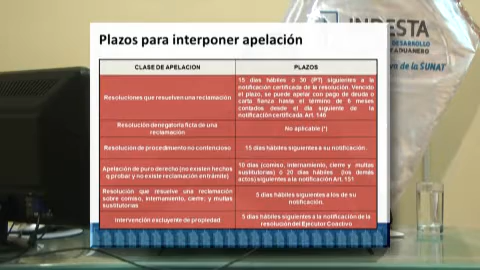 INDESTA
DESARROLLO
ADUANERO
va de la SUNAT
Plazos para interponer apelación
CLASE DE APELACION
PLAZOS
Resoluciones que resuelven una reclamación
15 días hábiles o 30 (PT) siguientes a la
notificación certificada de la resolución. Vencido
el plazo, se puede apelar con pago de deuda o
carta fianza hasta el término de 6 meses
contados desde el día siguiente de la
notificación certificada. Art. 146
Resolución denegatoria ficta de una
reclamación
No aplicable (*)
Resolución de procedimiento no contencioso
15 días hábiles siguientes a su notificación.
Apelación de puro derecho (no existen hechos
q probar y no existe reclamación en trámite)
10 días (comiso, internamiento, cierre y multas
sustitutorias) ó 20 días hábiles (los demás
actos) siguientes a la notificación Art. 151
Resolución que resuelve una reclamación
sobre comiso, internamiento, cierre; y multas
sustitutorias
5 días hábiles siguientes a los de su
notificación.
Intervención excluyente de propiedad
5 días hábiles siguientes a la notificación de la
resolución del Ejecutor Coactivo